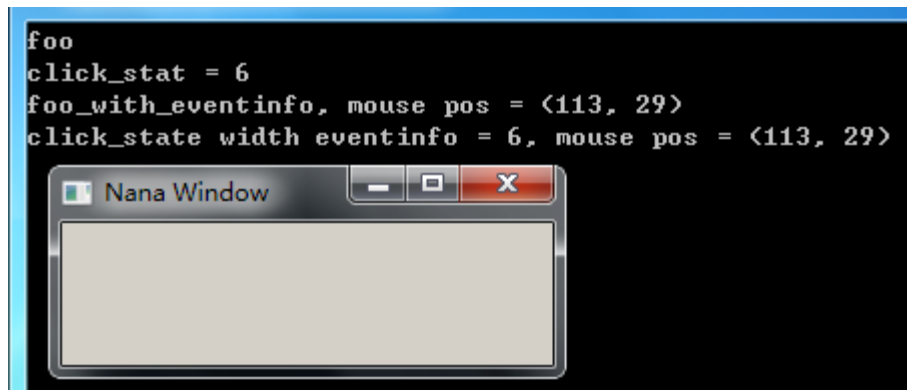 foo
click_stat = 6
foo_with_eventinfo, mouse pos = (113, 29)
click_state width eventinfo = 6, mouse pos = (113, 29)
Nana Window